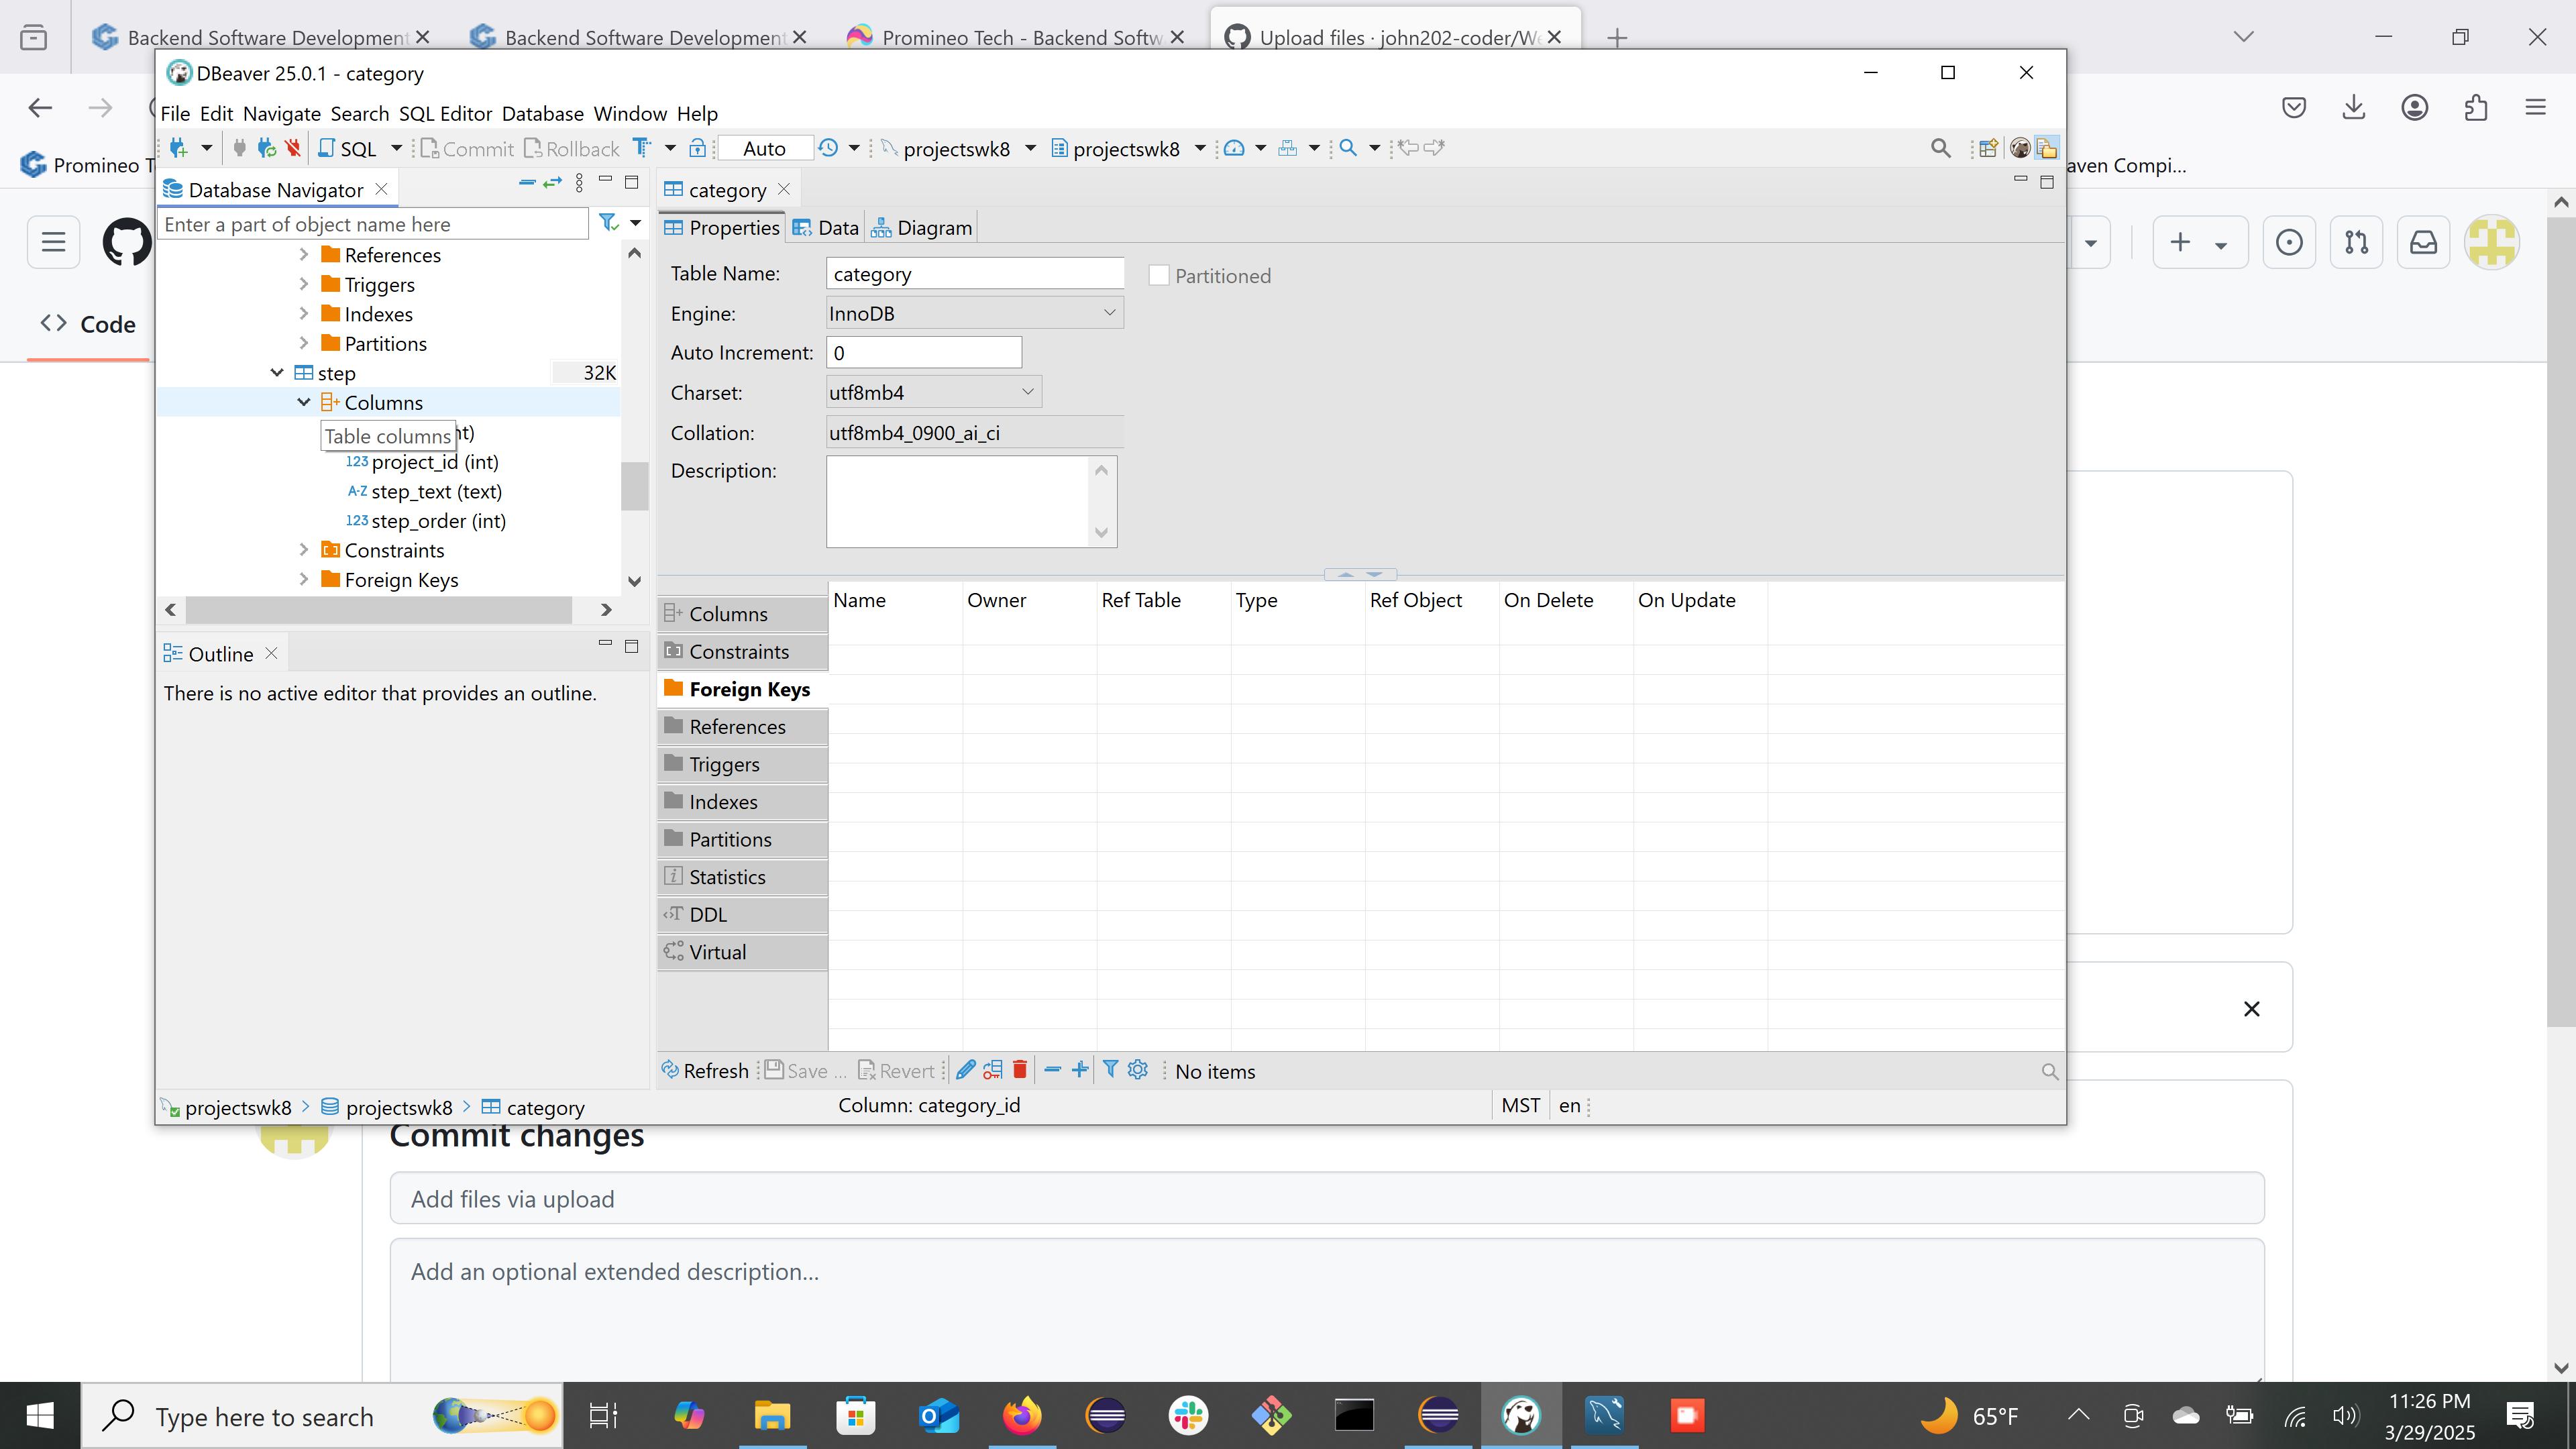 Backend Software Development
Backend Software Development
Promineo Tech - Backend Softw
Upload files · john202-coder/We
DBeaver 25.0.1 - category
File Edit Navigate Search SQL Editor Database Window Help
SQL Commit Rollback Auto projectswk8 projectswk8
Promineo T
aven Compi...
Database Navigator
category
Enter a part of object name here
Properties Data Diagram
References
Triggers
Indexes
Partitions
step 32K
Columns
Table columns
nt)
project_id (int)
step_text (text)
step_order (int)
Constraints
Foreign Keys
Code
Table Name: category Partitioned
Engine: InnoDB
Auto Increment: 0
Charset: utf8mb4
Collation: utf8mb4_0900_ai_ci
Description:
Outline
There is no active editor that provides an outline.
Columns
Constraints
Foreign Keys
References
Triggers
Indexes
Partitions
Statistics
DDL
Virtual
Name Owner Ref Table Type Ref Object On Delete On Update
Refresh Save ... Revert No items
projectswk8 projectswk8 category Column: category_id MST en
Commit changes
Add files via upload
Add an optional extended description...
Type here to search
65°F
11:26 PM
3/29/2025